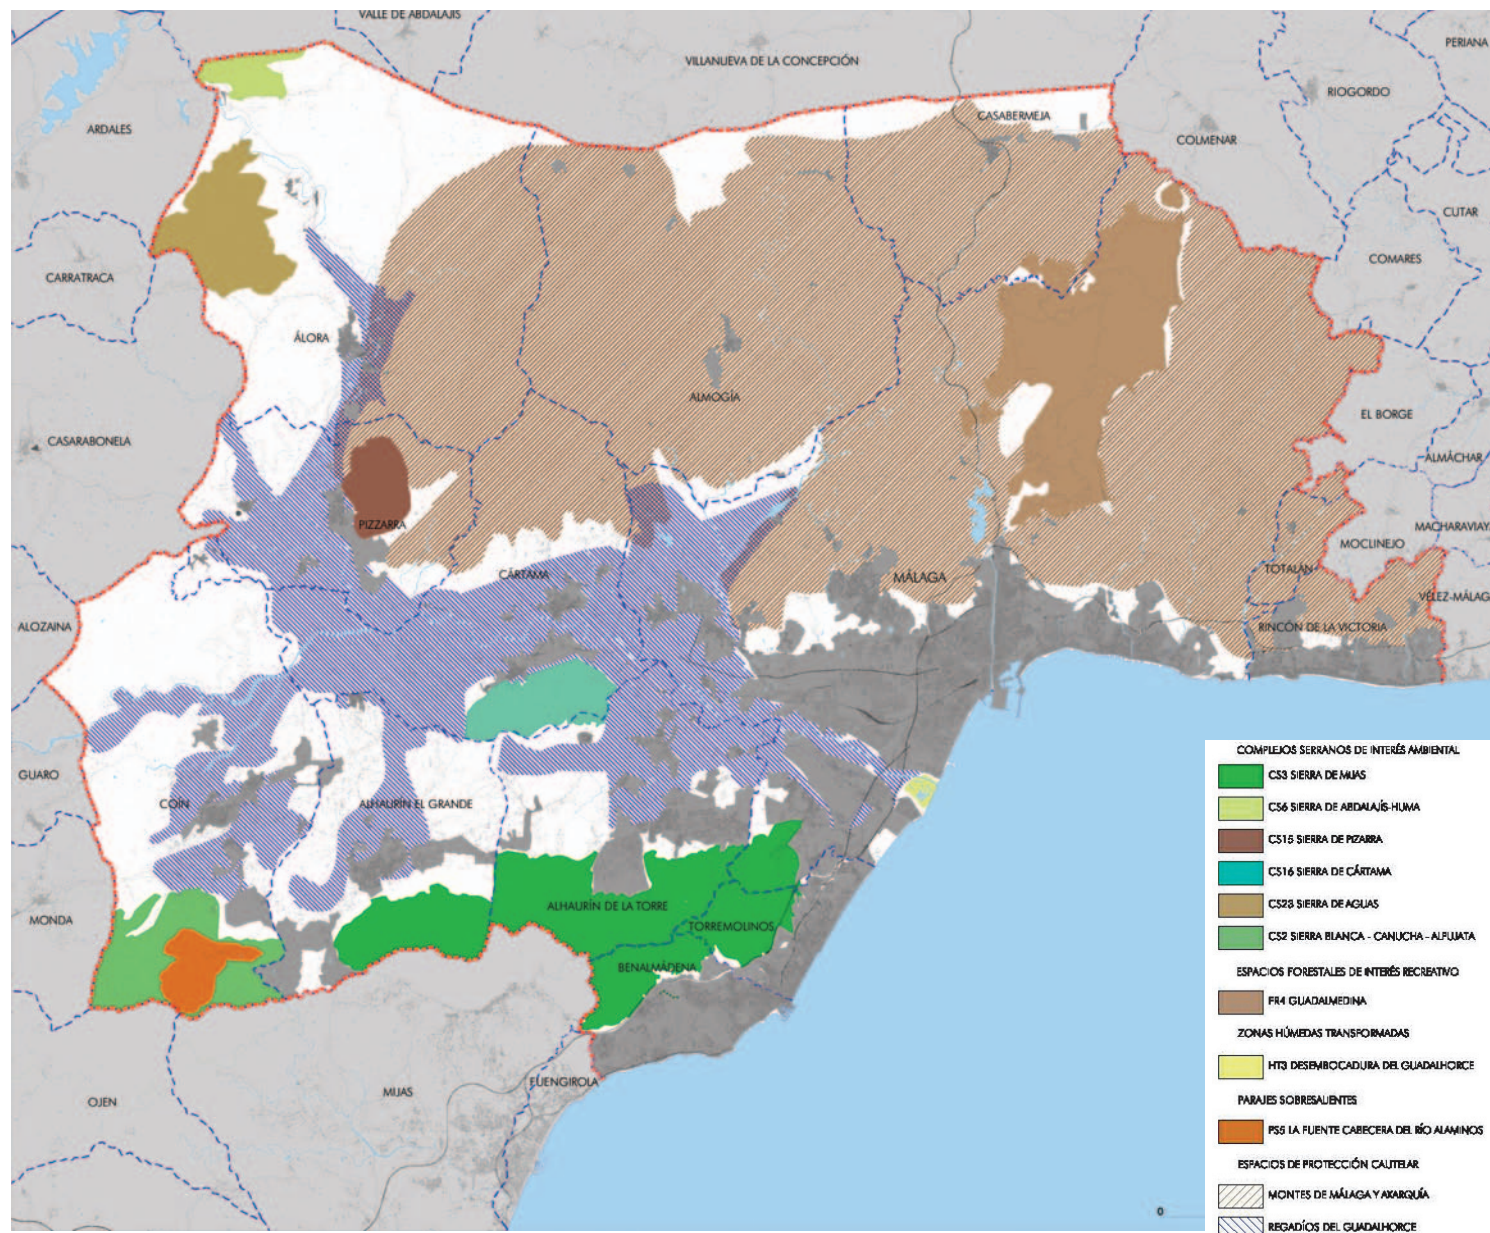 VALLE DE ABDALAJIS
VILLANUEVA DE LA CONCEPCIÓN
PERIANA
RIOGORDO
ARDALES
CASABERMEJA
COLMENAR
CUTAR
COMARES
CARRATRACA
ÁLORA
ALMOGÍA
EL BORGE
CASARABONELA
ALMÁCHAR
PIZZARRA
MACHARAVIAYA
MOCLINEJO
CÁRTAMA
MÁLAGA
TOTALÁN
VÉLEZ-MÁLAG
ALOZAINA
RINCÓN DE LA VICTORIA
GUARO
COÍN
ALHAURÍN EL GRANDE
MONDA
ALHAURÍN DE LA TORRE
TORREMOLINOS
BENALMÁDENA
FUENGIROLA
MIJAS
OJEN
COMPLEJOS SERRANOS DE INTERÉS AMBIENTAL
CS3 SIERRA DE MIJAS
CS6 SIERRA DE ABDALAJÍS-HUMA
CS15 SIERRA DE PIZARRA
CS16 SIERRA DE CÁRTAMA
CS23 SIERRA DE AGUAS
CS2 SIERRA BLANCA - CANUCHA - ALPUJATA
ESPACIOS FORESTALES DE INTERÉS RECREATIVO
FR4 GUADALMEDINA
ZONAS HÚMEDAS TRANSFORMADAS
HT3 DESEMBOCADURA DEL GUADALHORCE
PARAJES SOBRESALIENTES
PS5 LA FUENTE CABECERA DEL RÍO ALAMINOS
ESPACIOS DE PROTECCIÓN CAUTELAR
MONTES DE MÁLAGA Y AXARQUÍA
0
REGADÍOS DEL GUADALHORCE